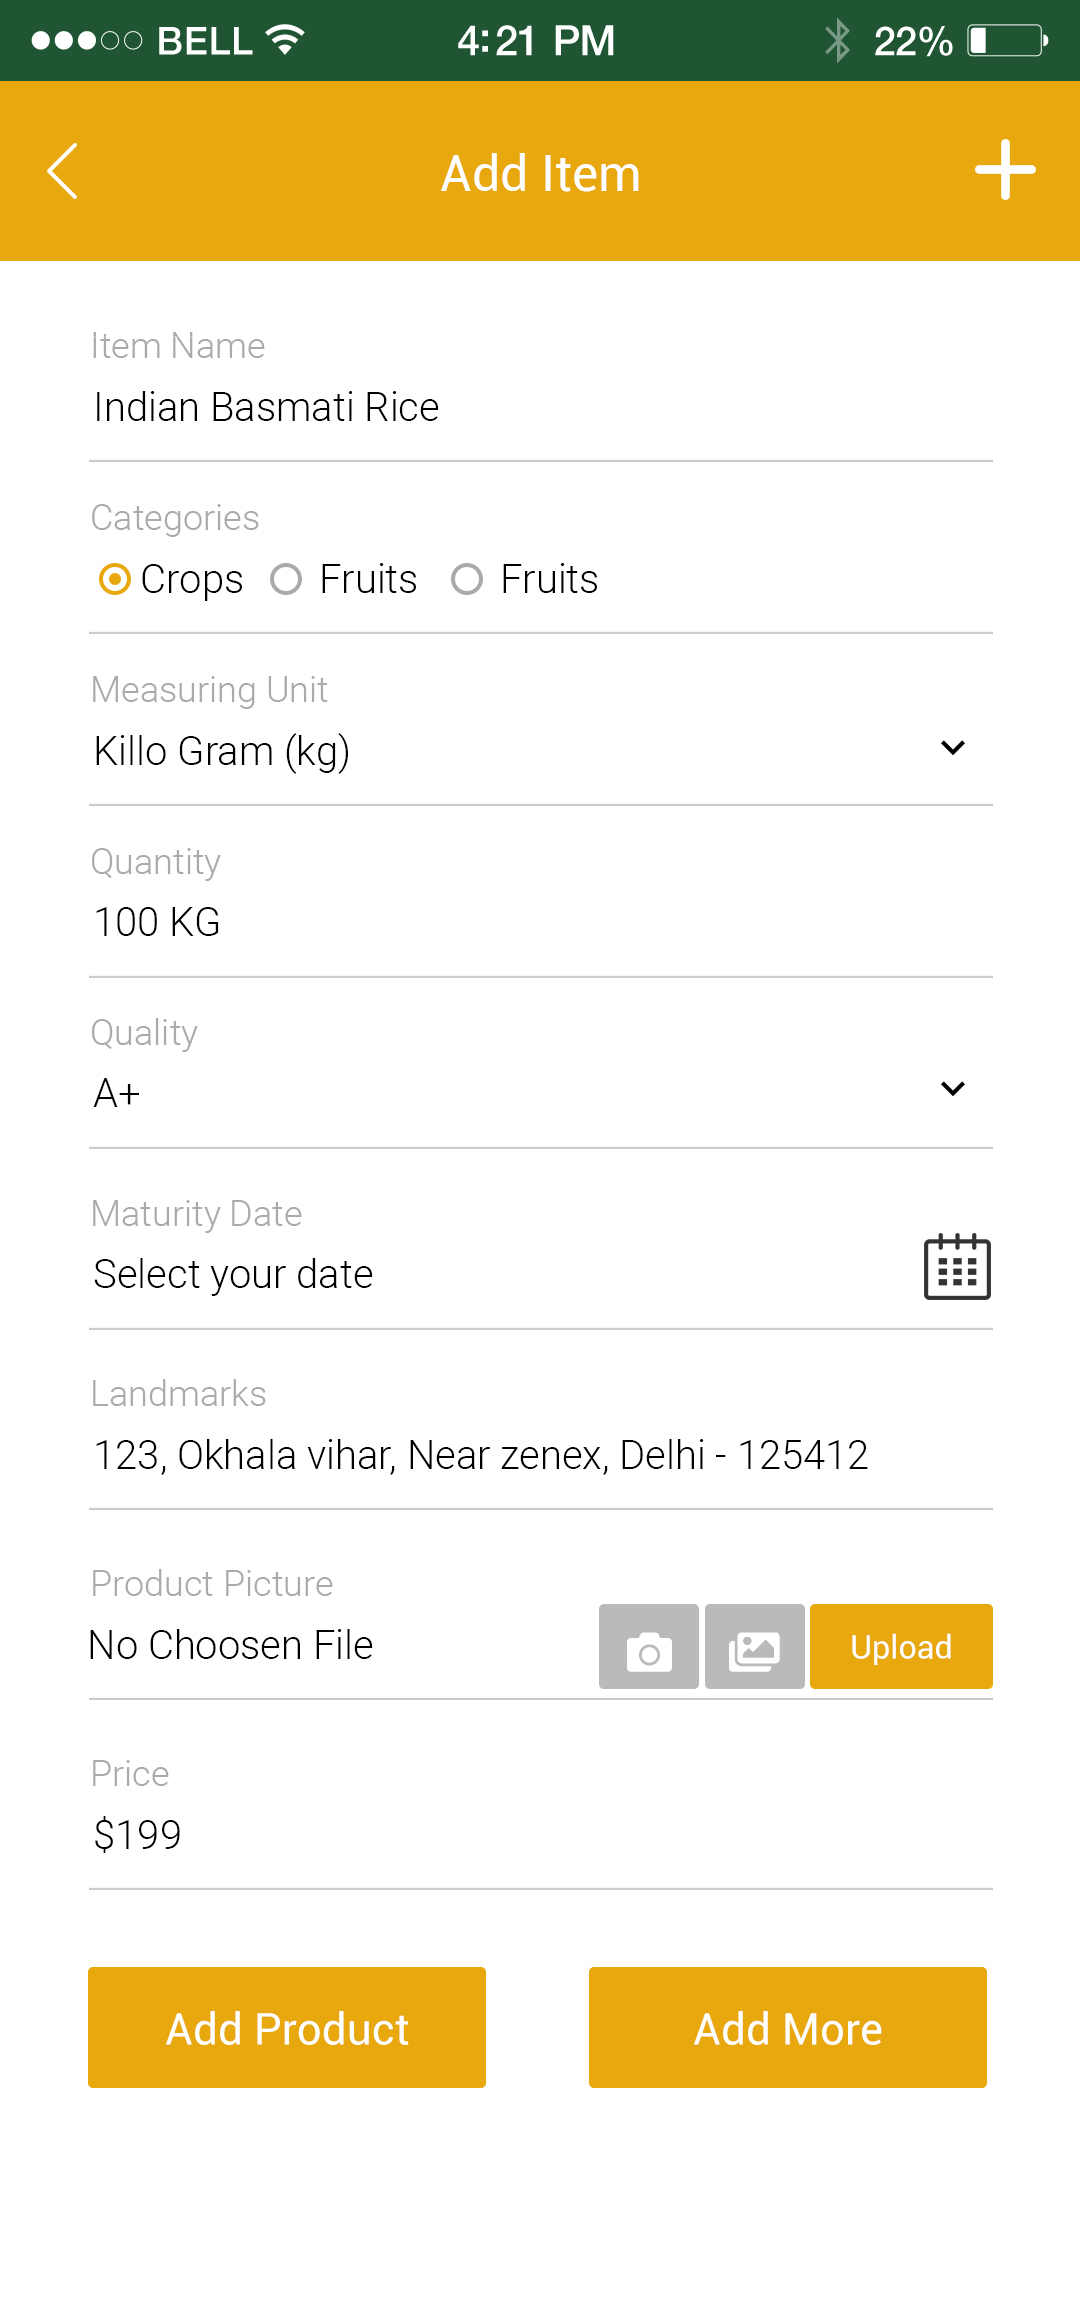 BELL 4:21 PM 22%
Add Item
Item Name
Indian Basmati Rice
Categories
Crops Fruits Fruits
Measuring Unit
Killo Gram (kg)
Quantity
100 KG
Quality
A+
Maturity Date
Select your date
Landmarks
123, Okhala vihar, Near zenex, Delhi - 125412
Product Picture
No Choosen File Upload
Price
$199
Add Product Add More